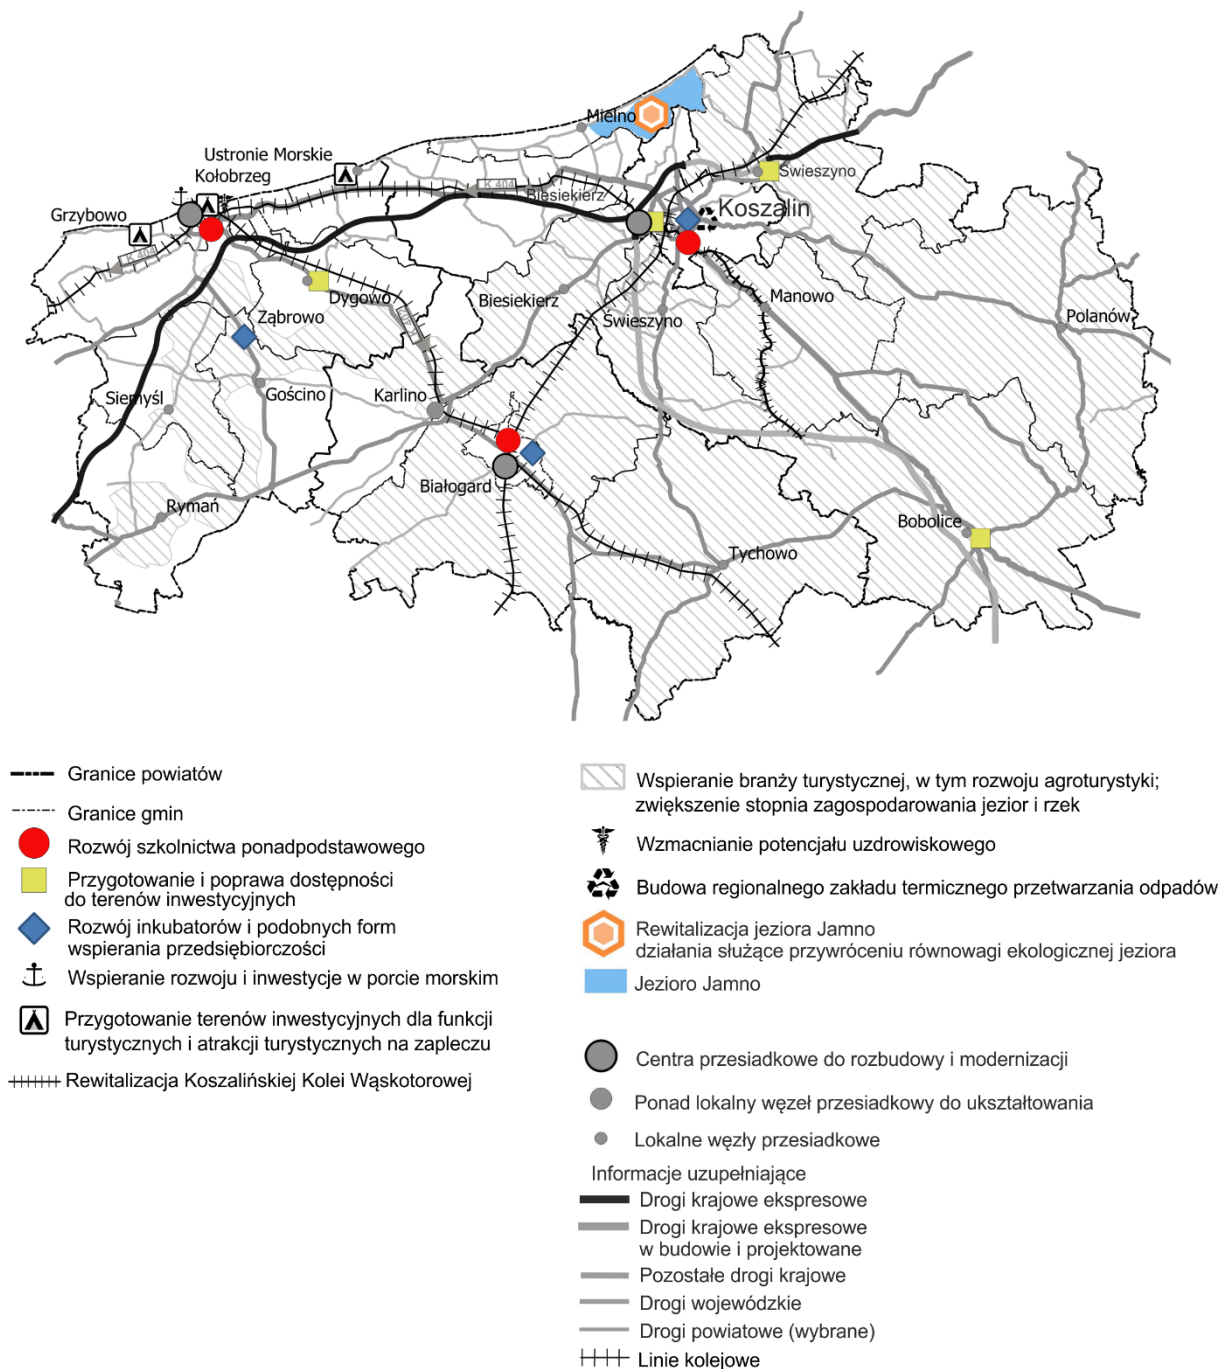 Mielno
Ustronie Morskie
Kołobrzeg
Świeszyno
K 404
Biesiekierz
Grzybowo
Koszalin
K 404
Dygowo
Biesiekierz
Manowo
Ząbrowo
Świeszyno
Polanów
K 402
Siemyśl
Gościno
Karlino
Białogard
Rymań
Bobolice
Tychowo
Granice powiatów
Granice gmin
Rozwój szkolnictwa ponadpodstawowego
Przygotowanie i poprawa dostępności
do terenów inwestycyjnych
Rozwój inkubatorów i podobnych form
wspierania przedsiębiorczości
Wspieranie rozwoju i inwestycje w porcie morskim
Przygotowanie terenów inwestycyjnych dla funkcji
turystycznych i atrakcji turystycznych na zapleczu
Rewitalizacja Koszalińskiej Kolei Wąskotorowej
Wspieranie branży turystycznej, w tym rozwoju agroturystyki;
zwiększenie stopnia zagospodarowania jezior i rzek
Wzmacnianie potencjału uzdrowiskowego
Budowa regionalnego zakładu termicznego przetwarzania odpadów
Rewitalizacja jeziora Jamno
działania służące przywróceniu równowagi ekologicznej jeziora
Jezioro Jamno
Centra przesiadkowe do rozbudowy i modernizacji
Ponad lokalny węzeł przesiadkowy do ukształtowania
Lokalne węzły przesiadkowe
Informacje uzupełniające
Drogi krajowe ekspresowe
Drogi krajowe ekspresowe
w budowie i projektowane
Pozostałe drogi krajowe
Drogi wojewódzkie
Drogi powiatowe (wybrane)
Linie kolejowe